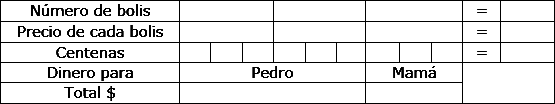 Número de bolis =
Precio de cada bolis =
Centenas =
Dinero para Pedro Mamá
Total $